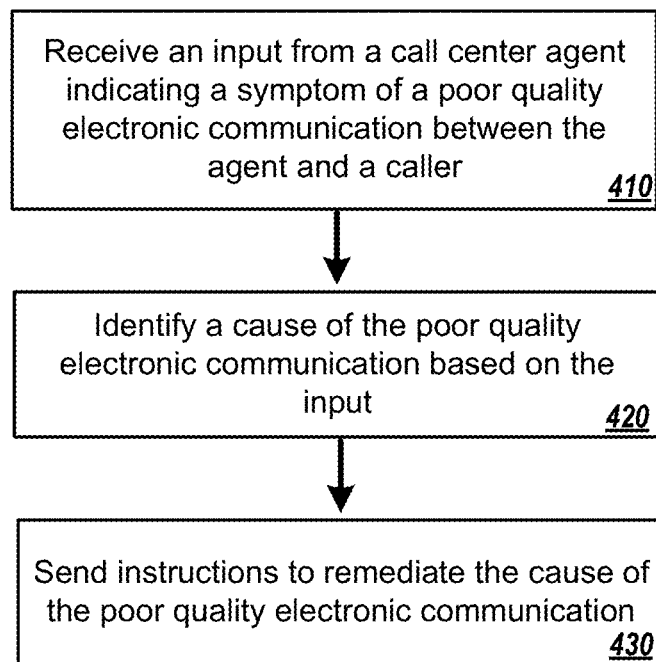 Receive an input from a call center agent
indicating a symptom of a poor quality
electronic communication between the
agent and a caller
410
Identify a cause of the poor quality
electronic communication based on the
input
420
Send instructions to remediate the cause of
the poor quality electronic communication
430